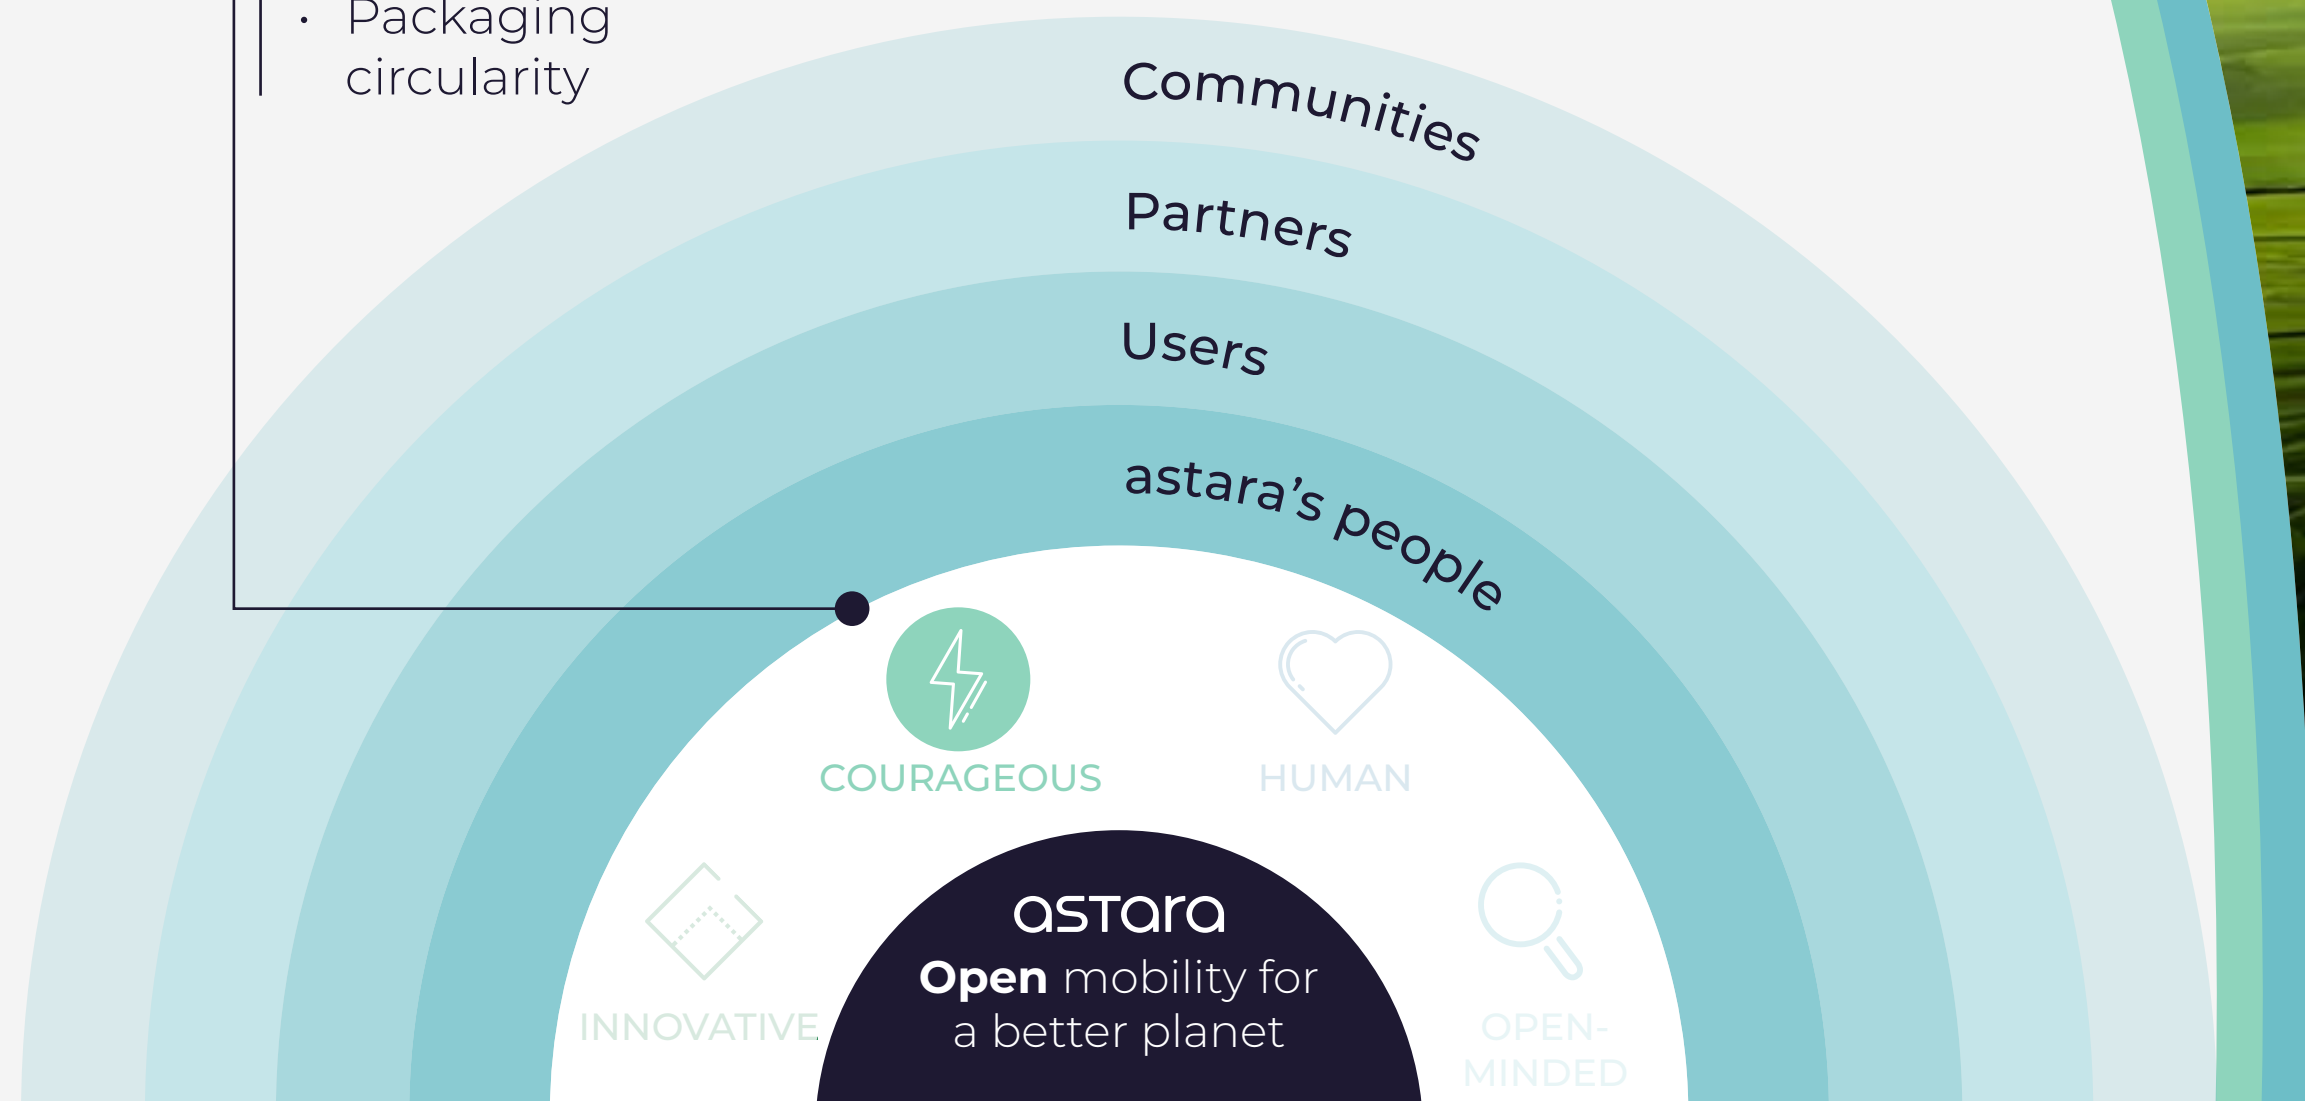 • Packaging
circularity
Communities
Partners
Users
astara’s people
COURAGEOUS
HUMAN
INNOVATIVE
astara
Open mobility for
a better planet
OPEN-
MINDED